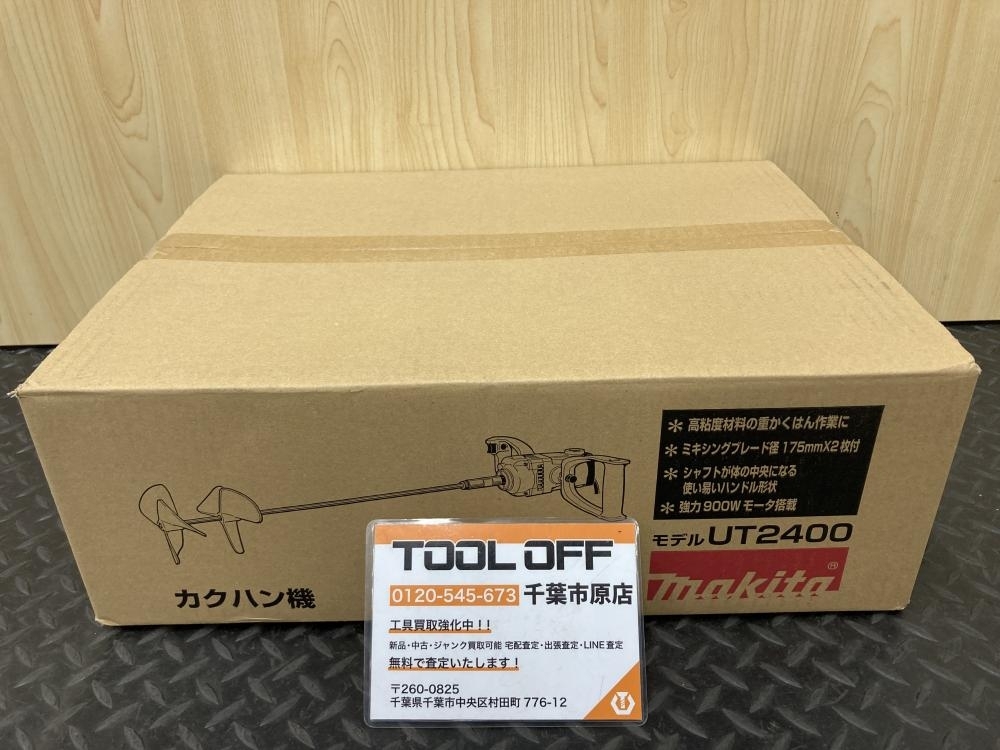 ＊ 高粘度材料の重かくはん作業に
＊ ミキシングブレード径 175mmX2枚付
＊ シャフトが体の中央になる
使い易いハンドル形状
＊ 強力900Wモータ搭載
モデル UT2400
makita®
カクハン機
TOOL OFF
0120-545-673 千葉市原店
工具買取強化中！！
新品・中古・ジャンク買取可能 宅配査定・出張査定・LINE査定
無料で査定いたします！
〒260-0825
千葉県千葉市中央区村田町 776-12